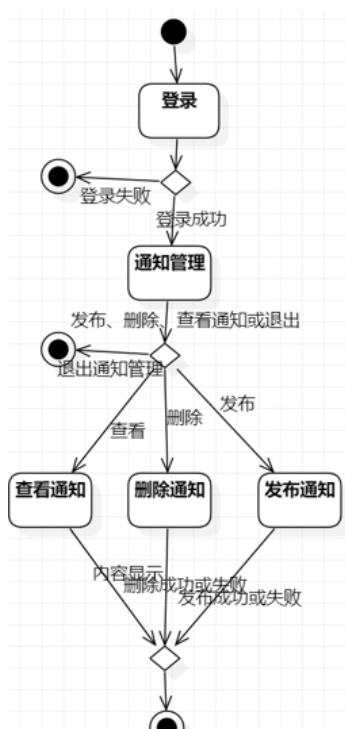 登录
登录失败
登录成功
通知管理
发布、删除、查看通知或退出
退出通知管理
查看
删除
发布
查看通知
删除通知
发布通知
内容显示
删除成功或失败
发布成功或失败